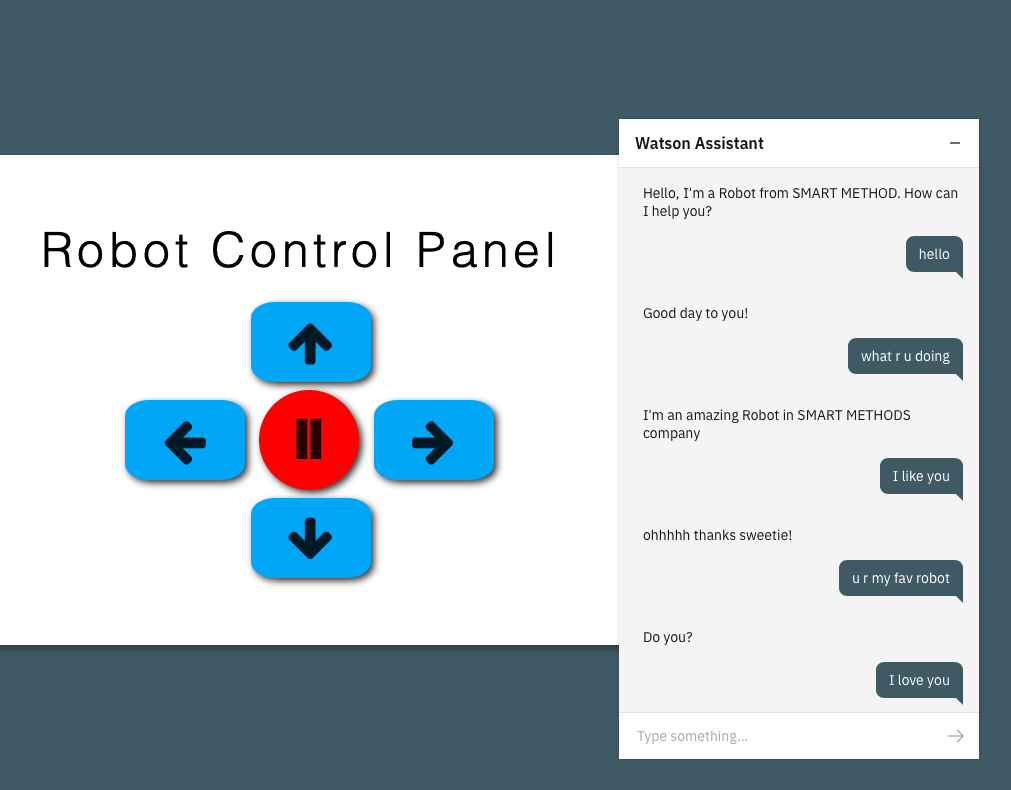 Robot Control Panel
Watson Assistant
Hello, I'm a Robot from SMART METHOD. How can
I help you?
hello
Good day to you!
what r u doing
I'm an amazing Robot in SMART METHODS
company
I like you
ohhhhh thanks sweetie!
u r my fav robot
Do you?
I love you
Type something...